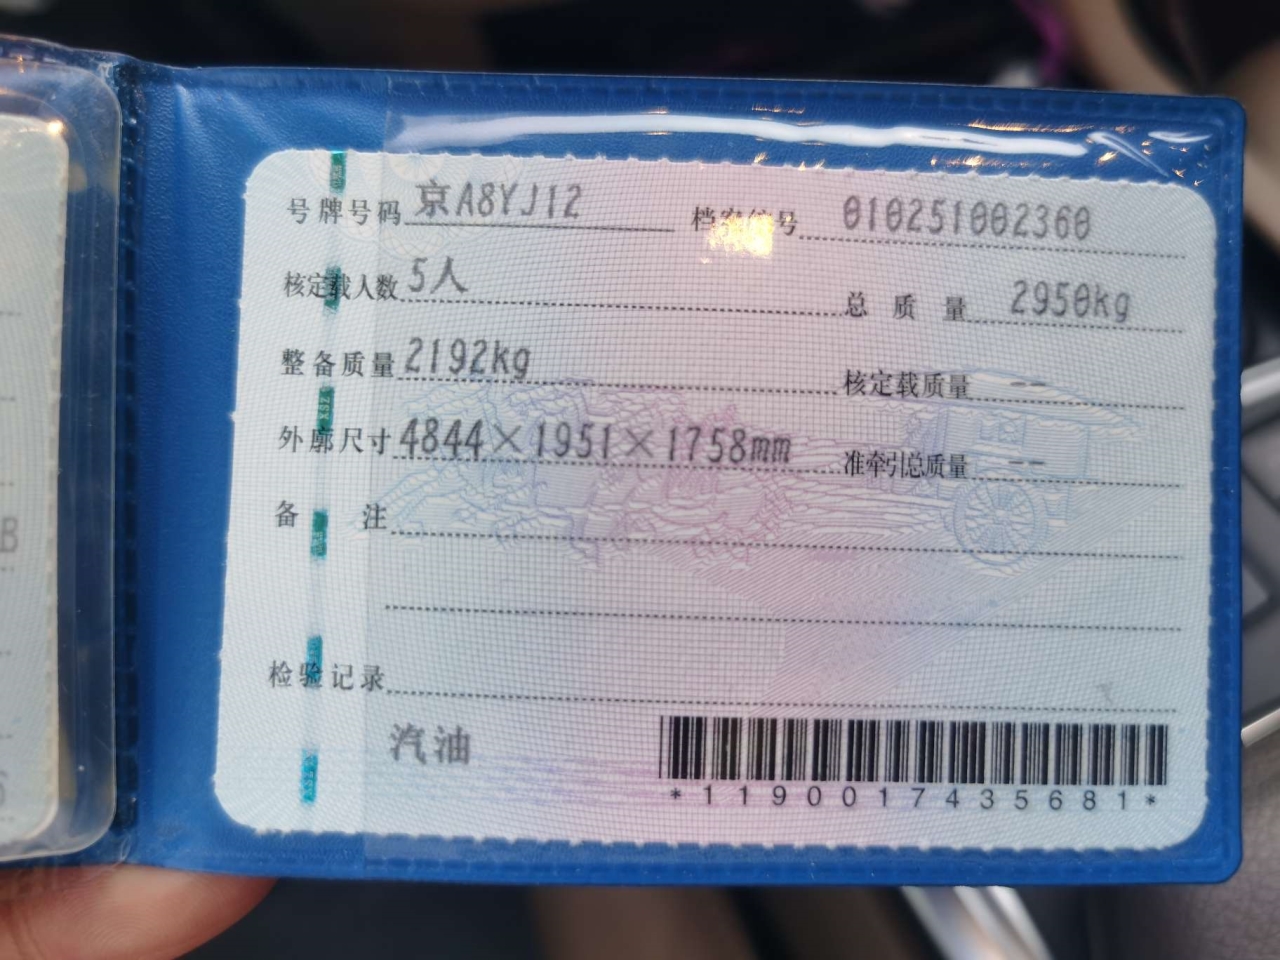 号牌号码 京A8YJ12 档案编号 010251002360
核定载人数 5人 总质量 2950kg
整备质量 2192kg 核定载质量 --
外廓尺寸 4844×1951×1758mm 准牵引总质量 --
备注
检验记录
汽油
*1190017435681*
B